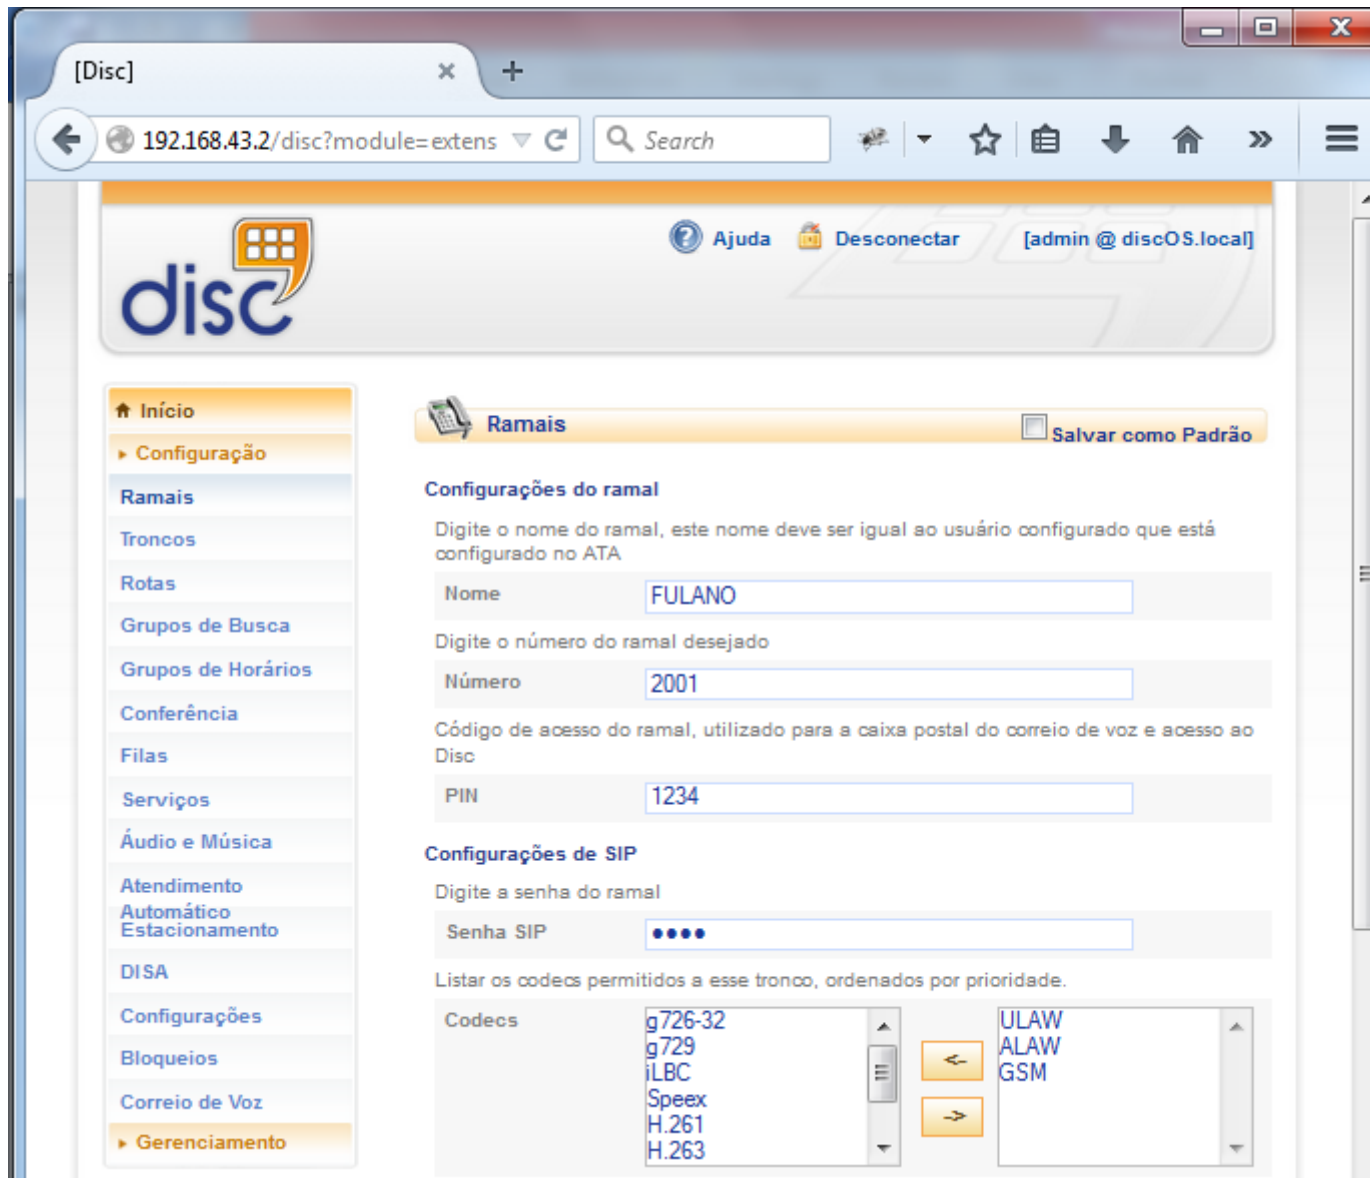 [Disc]
192.168.43.2/disc?module=extens
Search
disc
Ajuda
Desconectar
[admin @ discOS.local]
Início
Configuração
Ramais
Troncos
Rotas
Grupos de Busca
Grupos de Horários
Conferência
Filas
Serviços
Áudio e Música
Atendimento
Automático
Estacionamento
DISA
Configurações
Bloqueios
Correio de Voz
Gerenciamento
Ramais
Salvar como Padrão
Configurações do ramal
Digite o nome do ramal, este nome deve ser igual ao usuário configurado que está
configurado no ATA
Nome
FULANO
Digite o número do ramal desejado
Número
2001
Código de acesso do ramal, utilizado para a caixa postal do correio de voz e acesso ao
Disc
PIN
1234
Configurações de SIP
Digite a senha do ramal
Senha SIP
••••
Listar os codecs permitidos a esse tronco, ordenados por prioridade.
Codecs
g726-32
g729
iLBC
Speex
H.261
H.263
<-
->
ULAW
ALAW
GSM